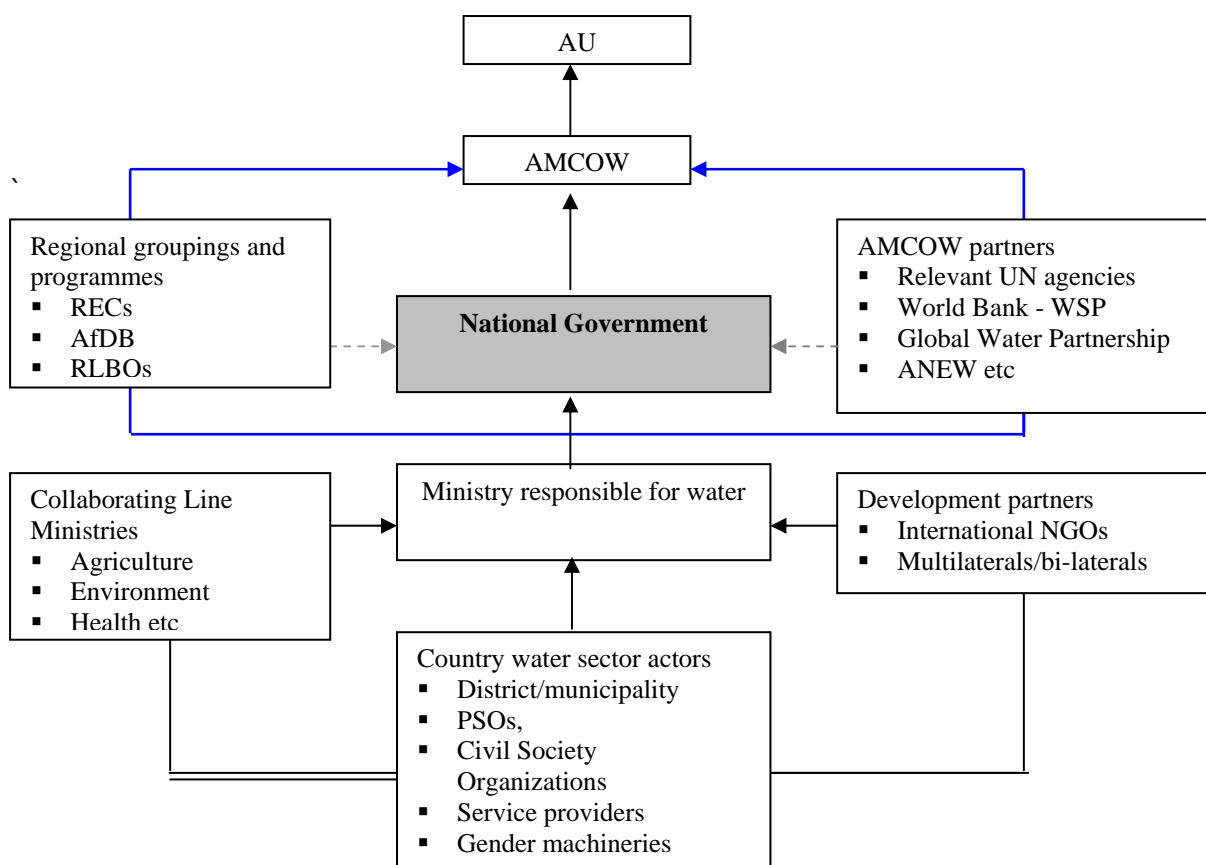 AU
AMCOW
`
Regional groupings and
programmes
▪ RECs
▪ AfDB
▪ RLBOs
National Government
AMCOW partners
▪ Relevant UN agencies
▪ World Bank - WSP
▪ Global Water Partnership
▪ ANEW etc
Collaborating Line
Ministries
▪ Agriculture
▪ Environment
▪ Health etc
Ministry responsible for water
Development partners
▪ International NGOs
▪ Multilaterals/bi-laterals
Country water sector actors
▪ District/municipality
▪ PSOs,
▪ Civil Society
Organizations
▪ Service providers
▪ Gender machineries